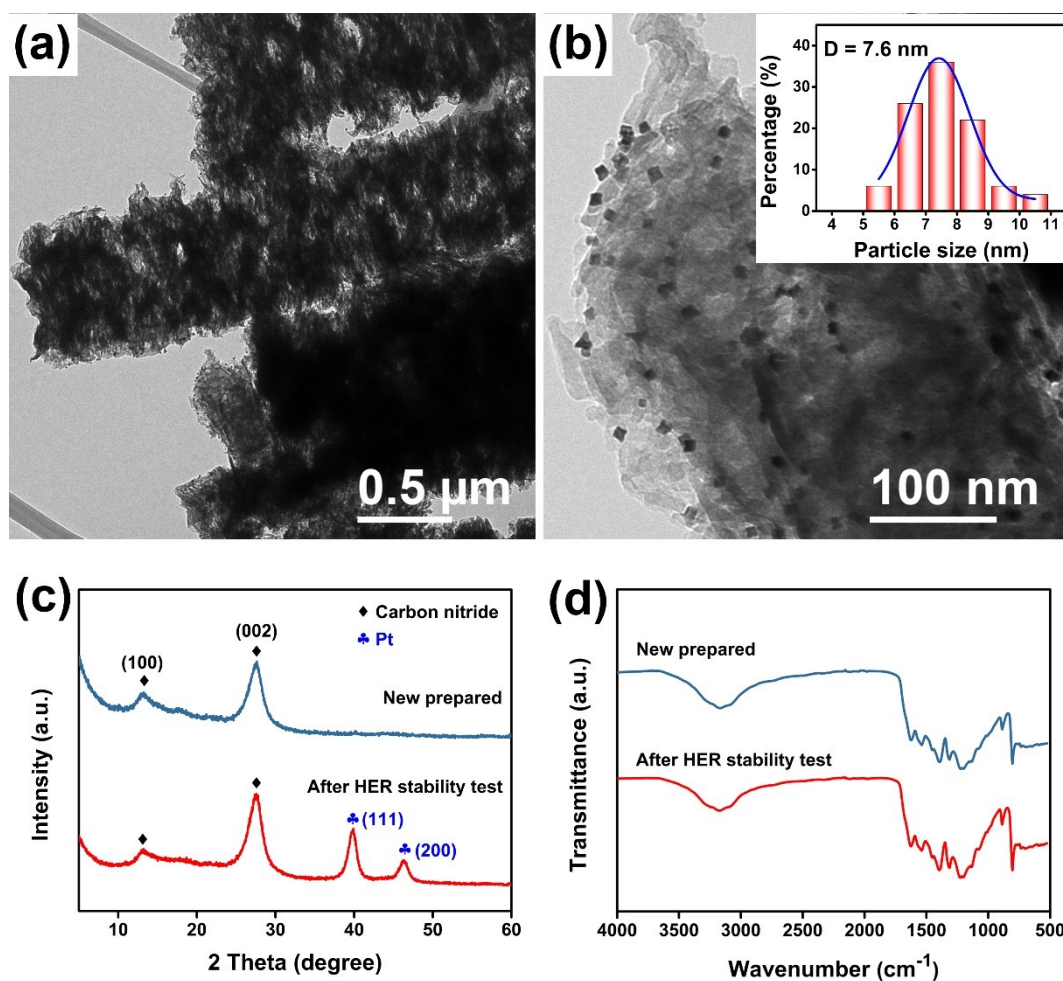 (a)
0.5 μm
(b)
D = 7.6 nm
Percentage (%)
40
30
20
10
0
4 5 6 7 8 9 10 11
Particle size (nm)
100 nm
(c)
♦ Carbon nitride
♣ Pt
(002)
(100)
New prepared
After HER stability test
(111)
(200)
Intensity (a.u.)
10 20 30 40 50 60
2 Theta (degree)
(d)
New prepared
After HER stability test
Transmittance (a.u.)
4000 3500 3000 2500 2000 1500 1000 500
Wavenumber (cm⁻¹)